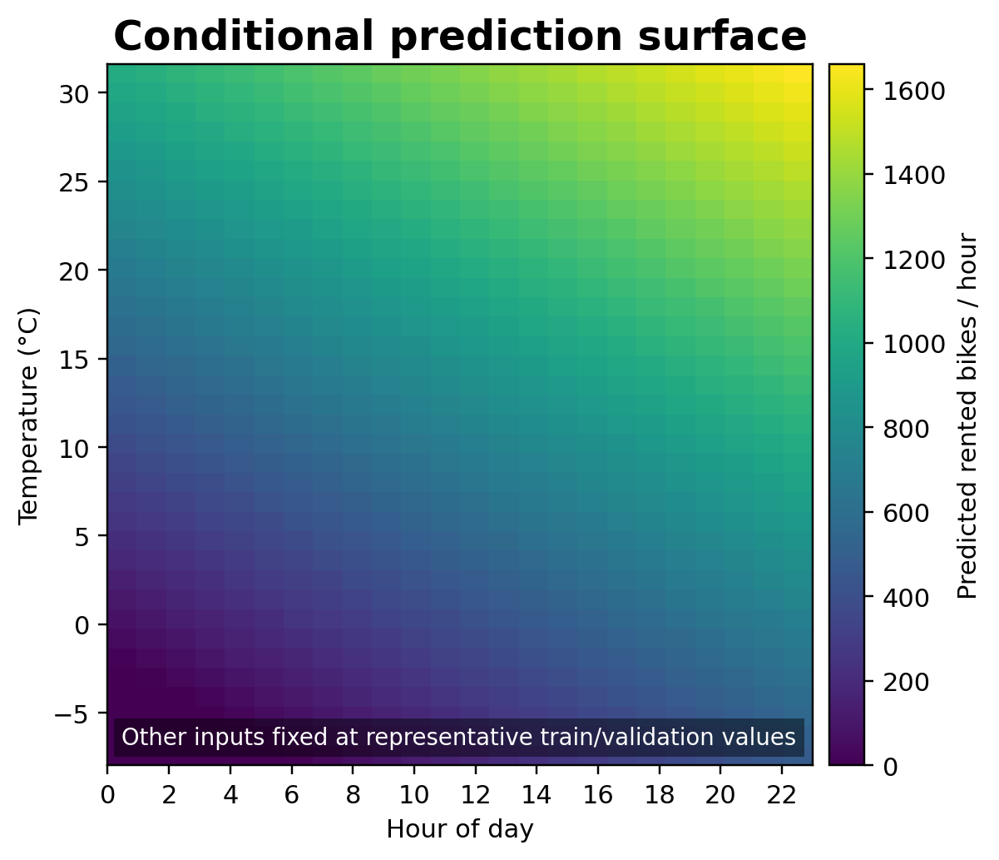 Conditional prediction surface
30
25
20
15
10
5
0
−5
Temperature (°C)
Other inputs fixed at representative train/validation values
0 2 4 6 8 10 12 14 16 18 20 22
Hour of day
1600
1400
1200
1000
800
600
400
200
0
Predicted rented bikes / hour